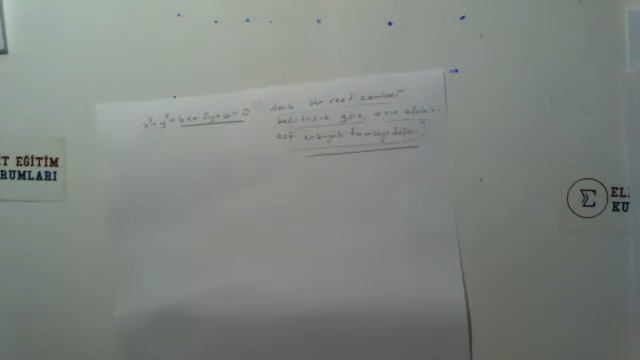 x²+y²+6x-2y+a=0 denk bir reel çember
belirttiğine göre, a'nın alabile-
en büyük tamsayı değeri
İT EĞİTİM
RUMLARI
Σ
EL
KU